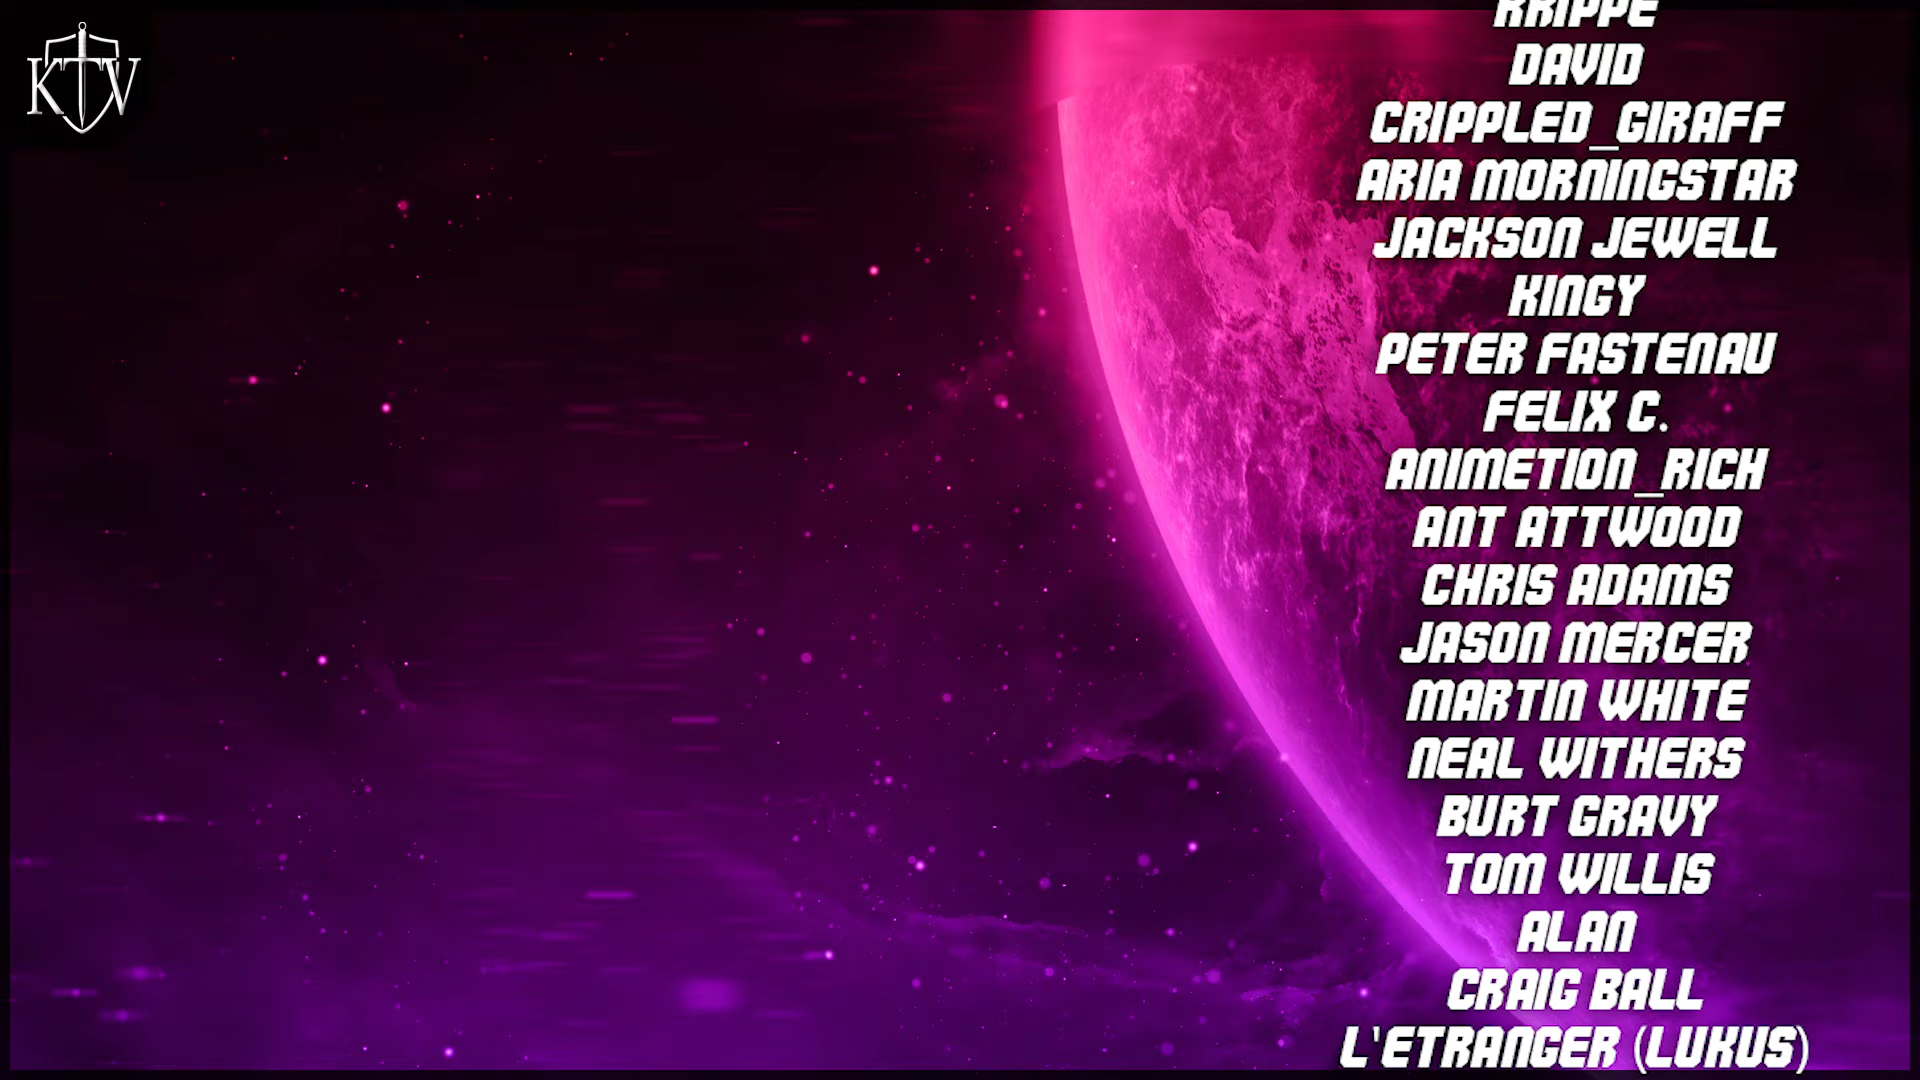 KTV
KRIPPE
DAVID
CRIPPLED_GIRAFF
ARIA MORNINGSTAR
JACKSON JEWELL
KINGY
PETER FASTENAU
FELIX C.
ANIMETION_RICH
ANT ATTWOOD
CHRIS ADAMS
JASON MERCER
MARTIN WHITE
NEAL WITHERS
BURT GRAVY
TOM WILLIS
ALAN
CRAIG BALL
L'ETRANGER (LUKUS)